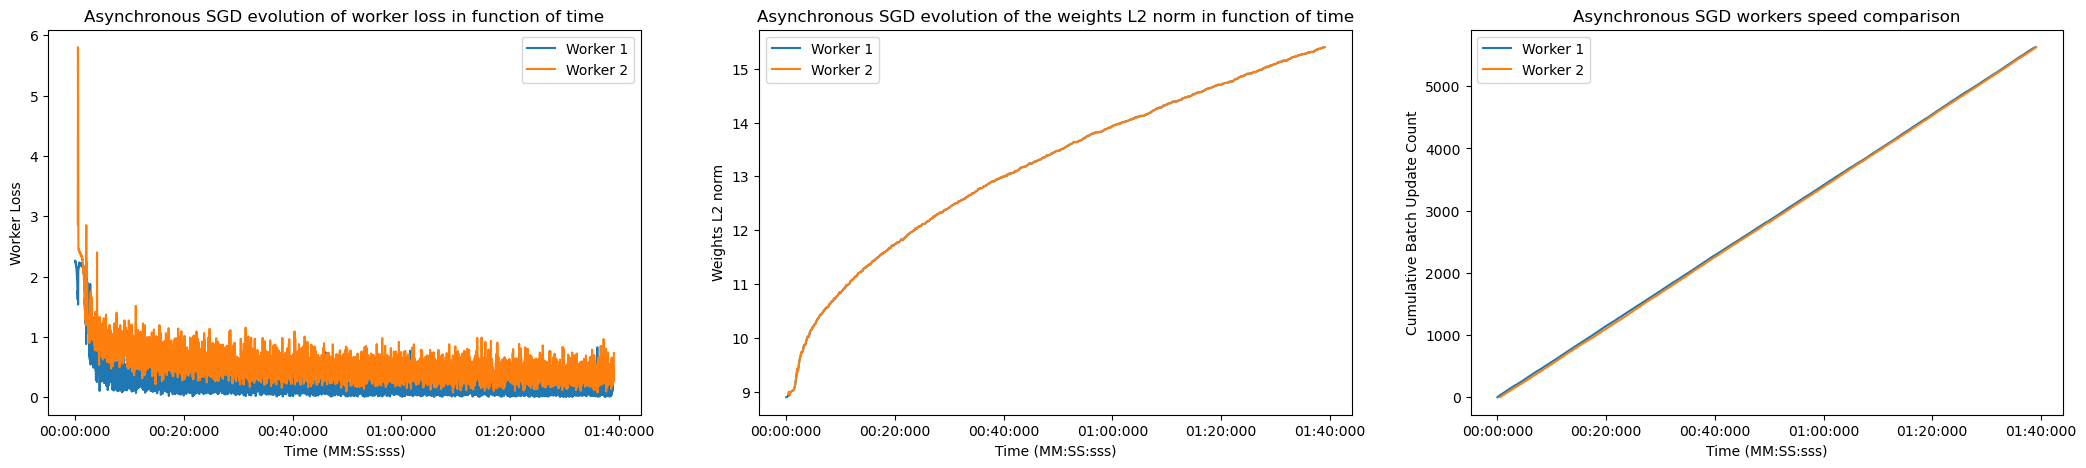 Asynchronous SGD evolution of worker loss in function of time
6
5
4
3
2
1
0
Worker Loss
Worker 1
Worker 2
00:00:000
00:20:000
00:40:000
01:00:000
01:20:000
01:40:000
Time (MM:SS:sss)
Asynchronous SGD evolution of the weights L2 norm in function of time
15
14
13
12
11
10
9
Weights L2 norm
Worker 1
Worker 2
00:00:000
00:20:000
00:40:000
01:00:000
01:20:000
01:40:000
Time (MM:SS:sss)
Asynchronous SGD workers speed comparison
5000
4000
3000
2000
1000
0
Cumulative Batch Update Count
Worker 1
Worker 2
00:00:000
00:20:000
00:40:000
01:00:000
01:20:000
01:40:000
Time (MM:SS:sss)